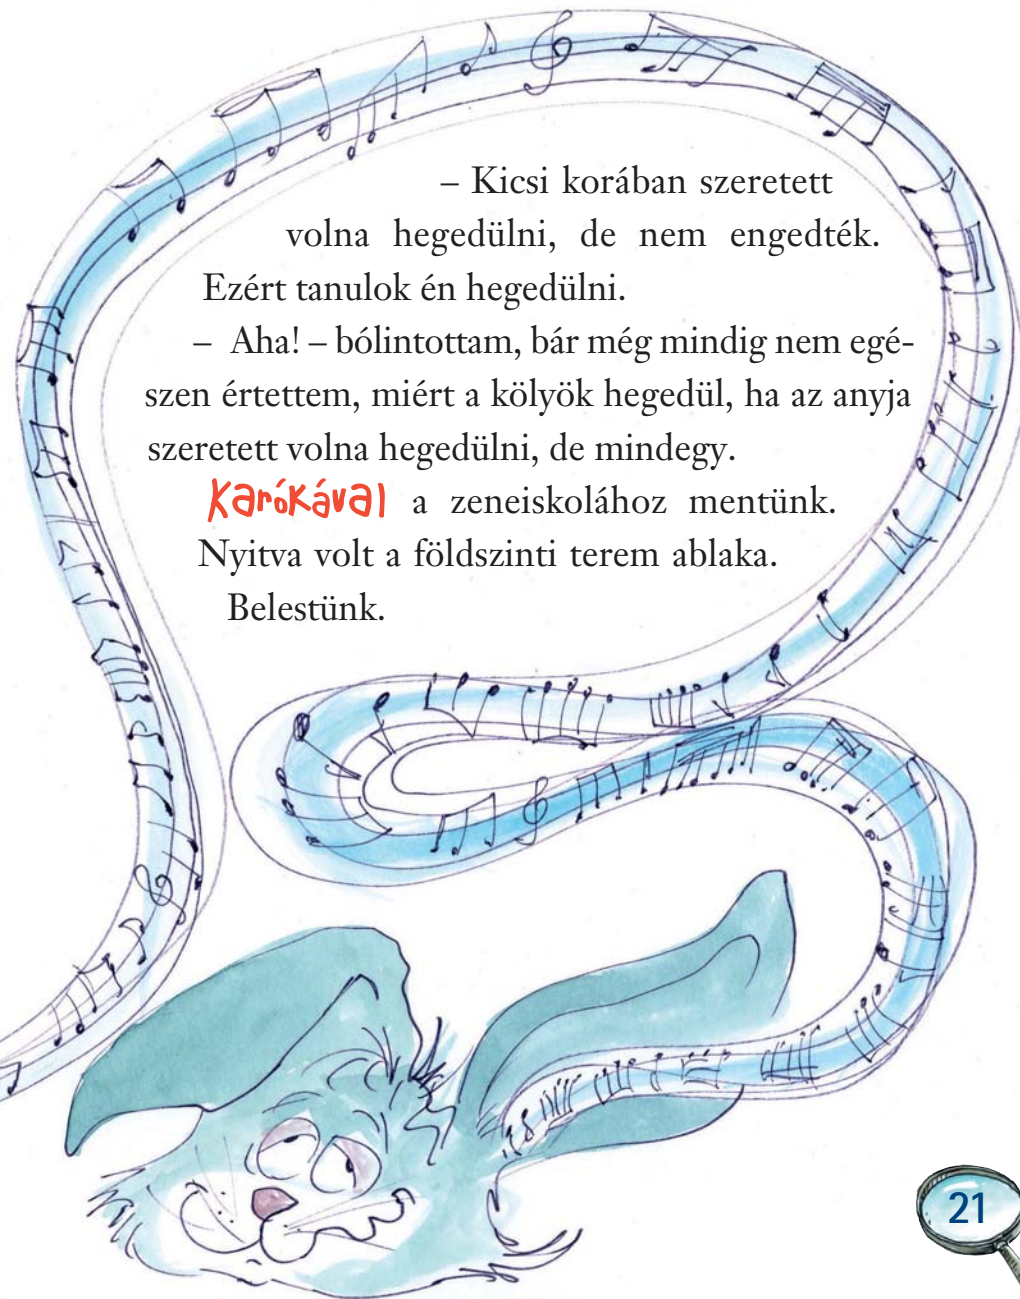 – Kicsi korában szeretett
volna hegedülni, de nem engedték.
Ezért tanulok én hegedülni.
– Aha! – bólintottam, bár még mindig nem egé-
szen értettem, miért a kölyök hegedül, ha az anyja
szeretett volna hegedülni, de mindegy.
Karókával a zeneiskolához mentünk.
Nyitva volt a földszinti terem ablaka.
Belestünk.
21